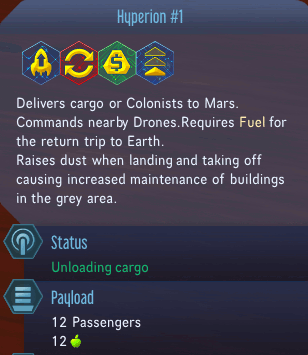 Hyperion #1
Delivers cargo or Colonists to Mars.
Commands nearby Drones.Requires Fuel for
the return trip to Earth.
Raises dust when landing and taking off
causing increased maintenance of buildings
in the grey area.
Status
Unloading cargo
Payload
12 Passengers
12